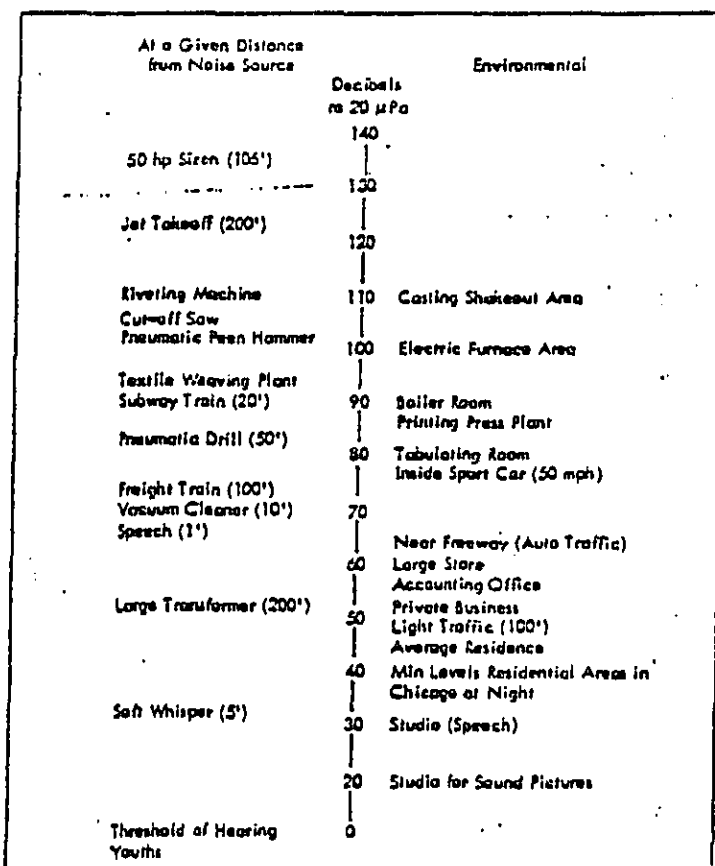 At a Given Distance
from Noise Source
Environmental
Decibels
re 20 μPa
140
50 hp Siren (105')
130
Jet Takeoff (200')
120
Riveting Machine
110 Casting Shakeout Area
Cut-off Saw
Pneumatic Peen Hammer
100 Electric Furnace Area
Textile Weaving Plant
Subway Train (20')
90 Boiler Room
Printing Press Plant
Pneumatic Drill (50')
80 Tabulating Room
Inside Sport Car (50 mph)
Freight Train (100')
Vacuum Cleaner (10')
70
Speech (1')
Near Freeway (Auto Traffic)
60 Large Store
Accounting Office
Large Transformer (200')
50 Private Business
Light Traffic (100')
Average Residence
40 Min Levels Residential Areas in
Chicago at Night
Soft Whisper (5')
30 Studio (Speech)
20 Studio for Sound Pictures
Threshold of Hearing
Youths
0